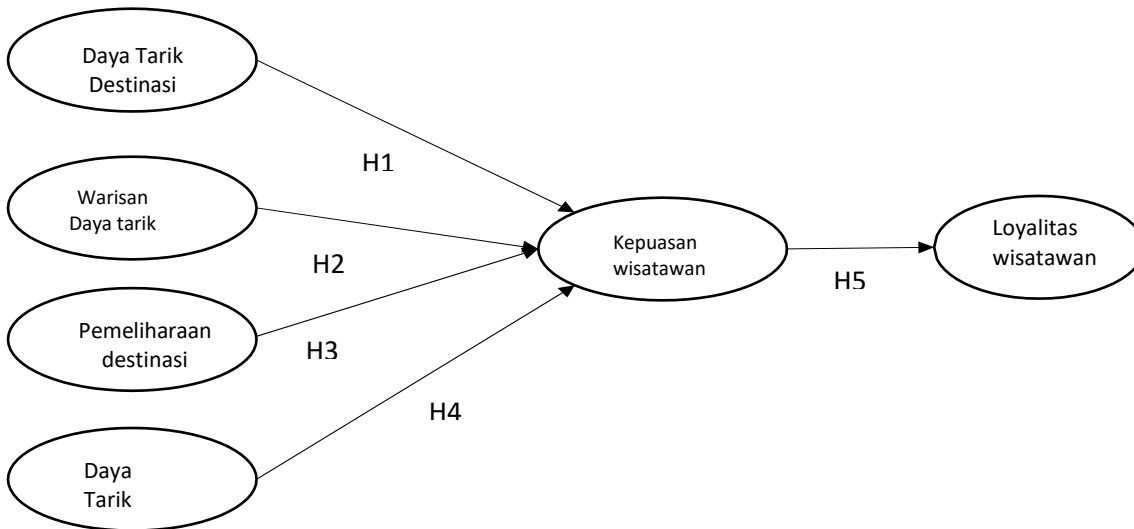 Daya Tarik
Destinasi
H1
Warisan
Daya tarik
H2
Pemeliharaan
destinasi
H3
Daya
Tarik
H4
Kepuasan
wisatawan
H5
Loyalitas
wisatawan